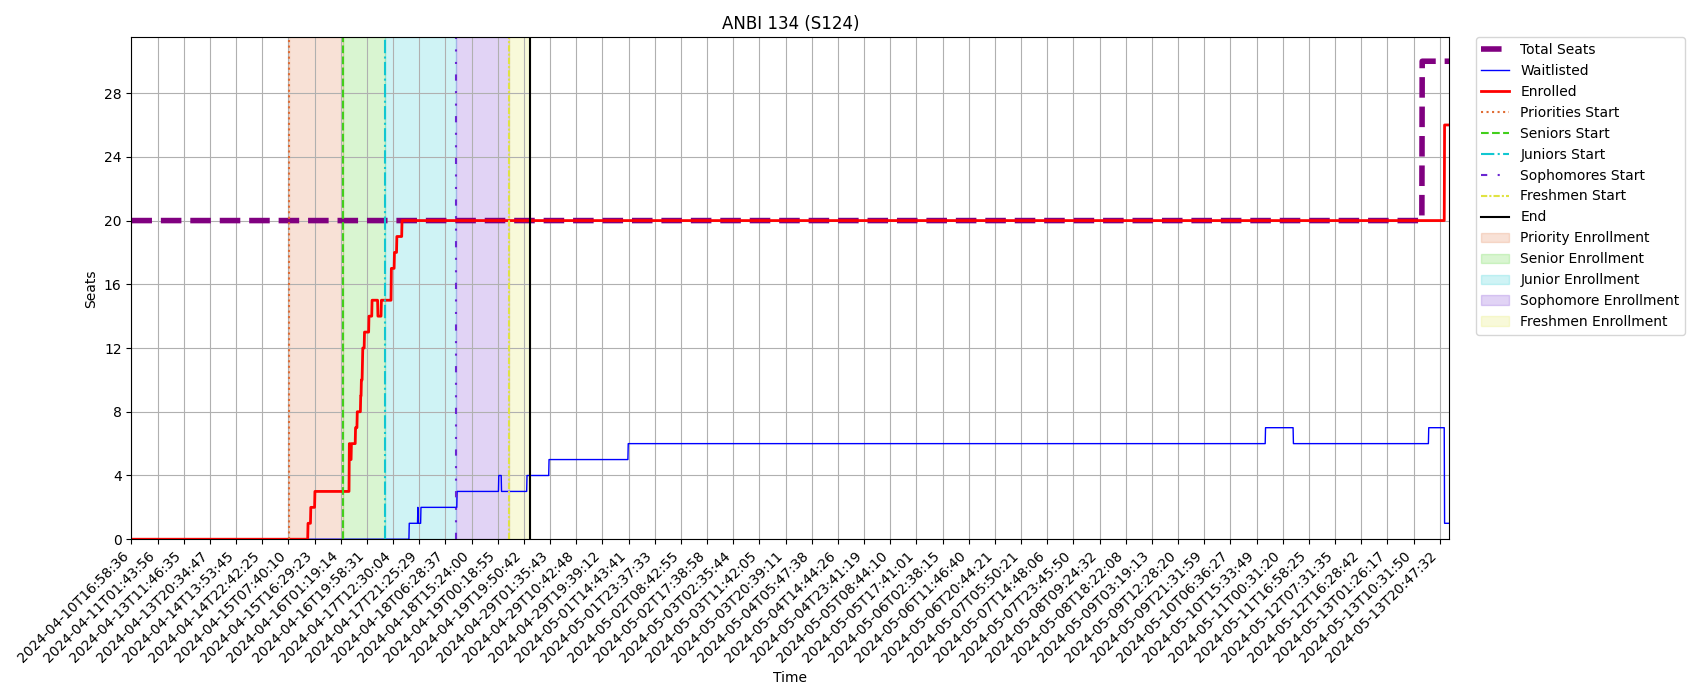 ANBI 134 (S124)
Seats
28
24
20
16
12
8
4
0
2024-04-10T16:58:36
2024-04-11T01:43:56
2024-04-13T11:46:35
2024-04-13T20:34:47
2024-04-14T13:53:45
2024-04-14T22:42:25
2024-04-15T07:40:10
2024-04-15T16:29:23
2024-04-16T01:19:14
2024-04-16T19:58:31
2024-04-17T12:30:04
2024-04-17T21:25:29
2024-04-18T06:28:37
2024-04-18T15:24:00
2024-04-19T00:18:55
2024-04-19T19:50:42
2024-04-29T01:35:43
2024-04-29T10:42:48
2024-04-29T19:39:12
2024-05-01T14:43:41
2024-05-01T23:37:33
2024-05-02T08:42:55
2024-05-02T17:38:58
2024-05-03T02:35:44
2024-05-03T11:42:05
2024-05-03T20:39:11
2024-05-04T05:47:38
2024-05-04T14:44:26
2024-05-04T23:41:19
2024-05-05T08:44:10
2024-05-05T17:41:01
2024-05-06T02:38:15
2024-05-06T11:46:40
2024-05-06T20:44:21
2024-05-07T05:50:21
2024-05-07T14:48:06
2024-05-07T23:45:50
2024-05-08T09:24:32
2024-05-08T18:22:08
2024-05-09T03:19:13
2024-05-09T12:28:20
2024-05-09T21:31:59
2024-05-10T06:36:27
2024-05-10T15:33:49
2024-05-11T00:31:20
2024-05-11T16:58:25
2024-05-12T07:31:35
2024-05-12T16:28:42
2024-05-13T01:26:17
2024-05-13T10:31:50
2024-05-13T20:47:32
Time
Total Seats
Waitlisted
Enrolled
Priorities Start
Seniors Start
Juniors Start
Sophomores Start
Freshmen Start
End
Priority Enrollment
Senior Enrollment
Junior Enrollment
Sophomore Enrollment
Freshmen Enrollment